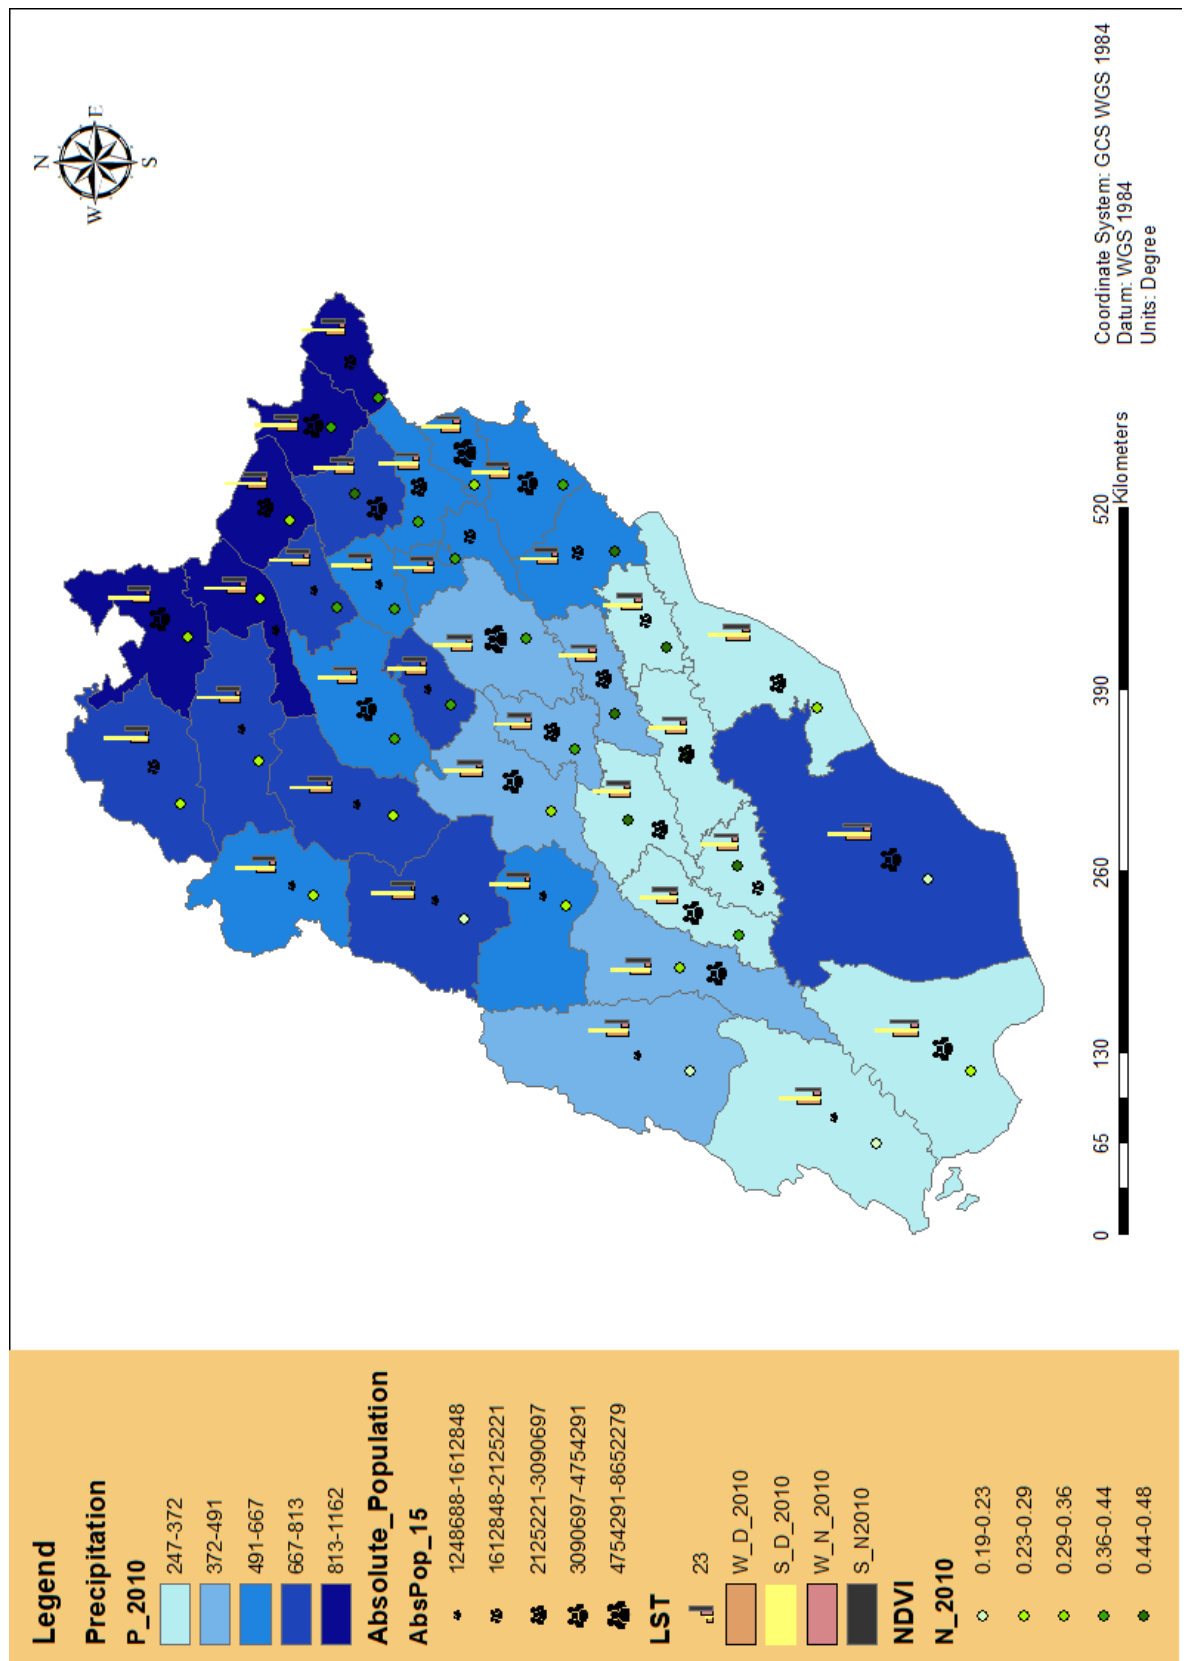 N
W
E
S
Coordinate System: GCS WGS 1984
Datum: WGS 1984
Units: Degree
0 65 130 260 390 520
Kilometers
Legend
Precipitation
P_2010
247-372
372-491
491-667
667-813
813-1162
Absolute_Population
AbsPop_15
1248688-1612848
1612848-2125221
2125221-3090697
3090697-4754291
4754291-8652279
LST
23
W_D_2010
S_D_2010
W_N_2010
S_N2010
NDVI
N_2010
0.19-0.23
0.23-0.29
0.29-0.36
0.36-0.44
0.44-0.48